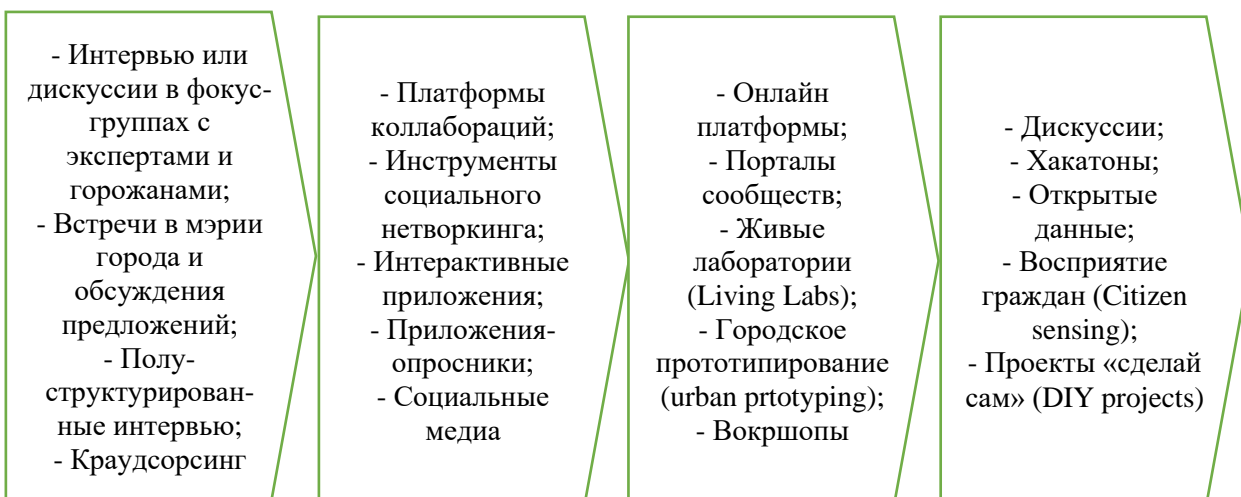 - Интервью или
дискуссии в фокус-
группах с
экспертами и
горожанами;
- Встречи в мэрии
города и
обсуждения
предложений;
- Полу-
структурирован-
ные интервью;
- Краудсорсинг
- Платформы
коллабораций;
- Инструменты
социального
нетворкинга;
- Интерактивные
приложения;
- Приложения-
опросники;
- Социальные
медиа
- Онлайн
платформы;
- Порталы
сообществ;
- Живые
лаборатории
(Living Labs);
- Городское
прототипирование
(urban prtotyping);
- Вокршопы
- Дискуссии;
- Хакатоны;
- Открытые
данные;
- Восприятие
граждан (Citizen
sensing);
- Проекты «сделай
сам» (DIY projects)